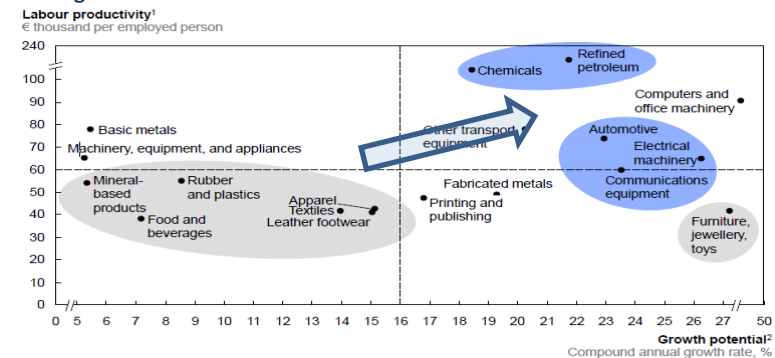 Labour productivity¹
€ thousand per employed person
240
100
90
80
70
60
50
40
30
20
10
0
Refined
petroleum
Chemicals
Computers and
office machinery
Basic metals
Machinery, equipment, and appliances
Other transport
equipment
Automotive
Electrical
machinery
Communications
equipment
Mineral-
based
products
Rubber
and plastics
Food and
beverages
Apparel
Textiles
Leather footwear
Fabricated metals
Printing and
publishing
Furniture,
jewellery,
toys
0 5 6 7 8 9 10 11 12 13 14 15 16 17 18 19 20 21 22 23 24 25 26 27 50
Growth potential²
Compound annual growth rate, %